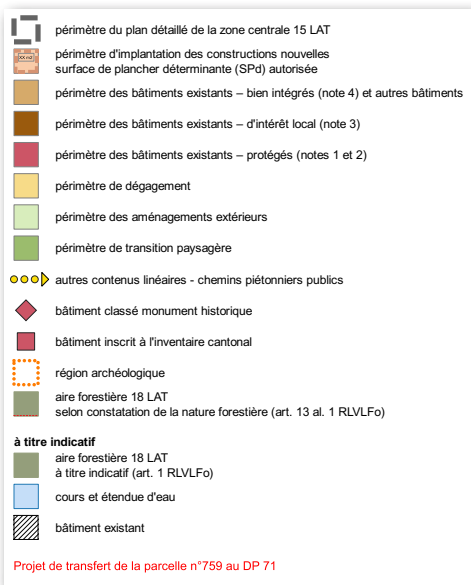 périmètre du plan détaillé de la zone centrale 15 LAT
XX m2
périmètre d'implantation des constructions nouvelles
surface de plancher déterminante (SPd) autorisée
périmètre des bâtiments existants – bien intégrés (note 4) et autres bâtiments
périmètre des bâtiments existants – d'intérêt local (note 3)
périmètre des bâtiments existants – protégés (notes 1 et 2)
périmètre de dégagement
périmètre des aménagements extérieurs
périmètre de transition paysagère
autres contenus linéaires - chemins piétonniers publics
bâtiment classé monument historique
bâtiment inscrit à l'inventaire cantonal
région archéologique
aire forestière 18 LAT
selon constatation de la nature forestière (art. 13 al. 1 RLVLFo)
à titre indicatif
aire forestière 18 LAT
à titre indicatif (art. 1 RLVLFo)
cours et étendue d'eau
bâtiment existant
Projet de transfert de la parcelle n°759 au DP 71